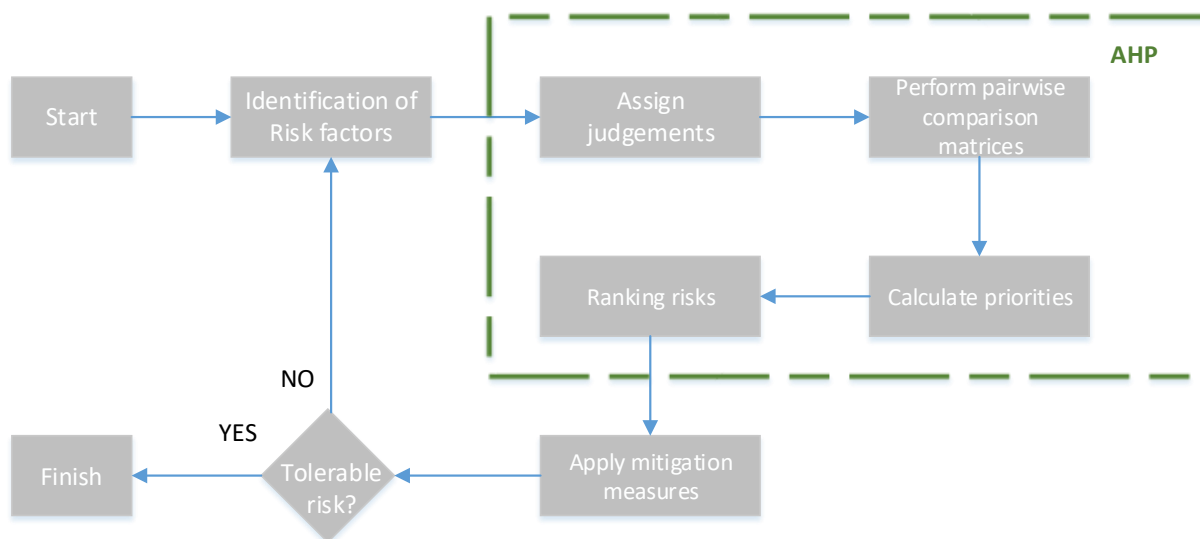 AHP
Start
Identification of
Risk factors
Assign
judgements
Perform pairwise
comparison
matrices
Ranking risks
Calculate priorities
NO
YES
Finish
Tolerable
risk?
Apply mitigation
measures